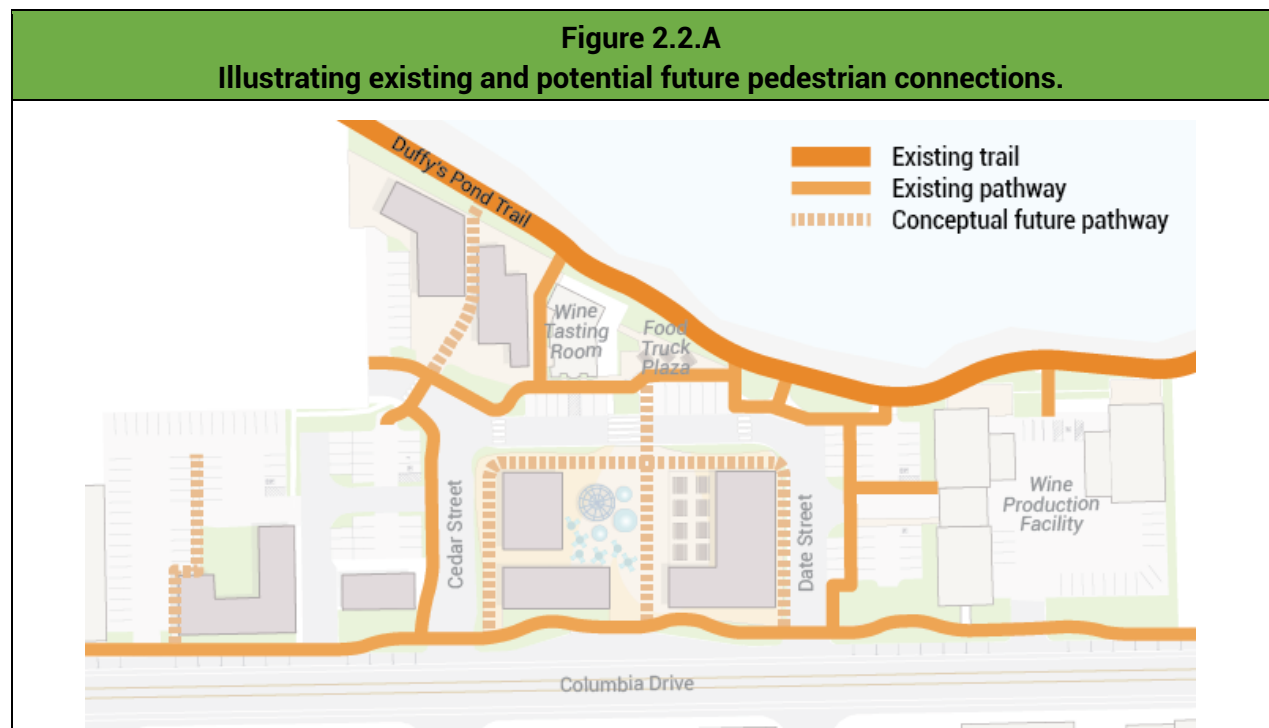 Figure 2.2.A
Illustrating existing and potential future pedestrian connections.
Duffy's Pond Trail
Existing trail
Existing pathway
Conceptual future pathway
Wine
Tasting
Room
Food
Truck
Plaza
Cedar Street
Date Street
Wine
Production
Facility
Columbia Drive